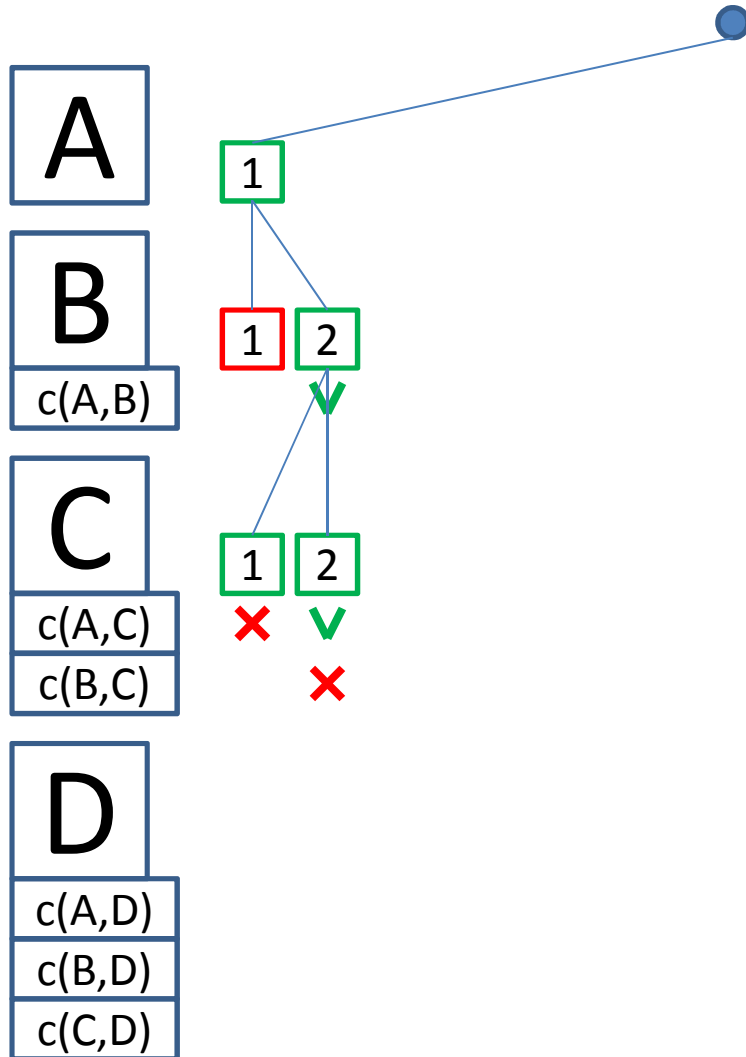 A
1
B
1 2
c(A,B)
C
1 2
c(A,C)
c(B,C)
D
c(A,D)
c(B,D)
c(C,D)